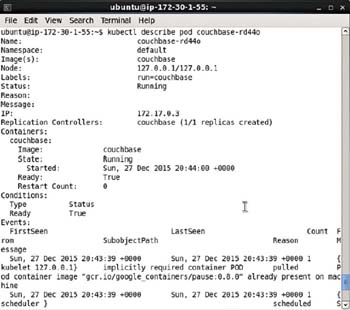 ubuntu@ip-172-30-1-55: ~
File Edit View Search Terminal Help
ubuntu@ip-172-30-1-55:~$ kubectl describe pod couchbase-rd44o
Name: couchbase-rd44o
Namespace: default
Image(s): couchbase
Node: 127.0.0.1/127.0.0.1
Labels: run=couchbase
Status: Running
Reason:
Message:
IP: 172.17.0.3
Replication Controllers: couchbase (1/1 replicas created)
Containers:
couchbase:
Image: couchbase
State: Running
Started: Sun, 27 Dec 2015 20:44:00 +0000
Ready: True
Restart Count: 0
Conditions:
Type Status
Ready True
Events:
FirstSeen LastSeen Count F
rom SubobjectPath Reason M
essage
Sun, 27 Dec 2015 20:43:39 +0000 Sun, 27 Dec 2015 20:43:39 +0000 1 {
kubelet 127.0.0.1} implicitly required container POD pulled P
od container image "gcr.io/google_containers/pause:0.8.0" already present on mac
hine
Sun, 27 Dec 2015 20:43:39 +0000 Sun, 27 Dec 2015 20:43:39 +0000 1 {
scheduler } scheduled S